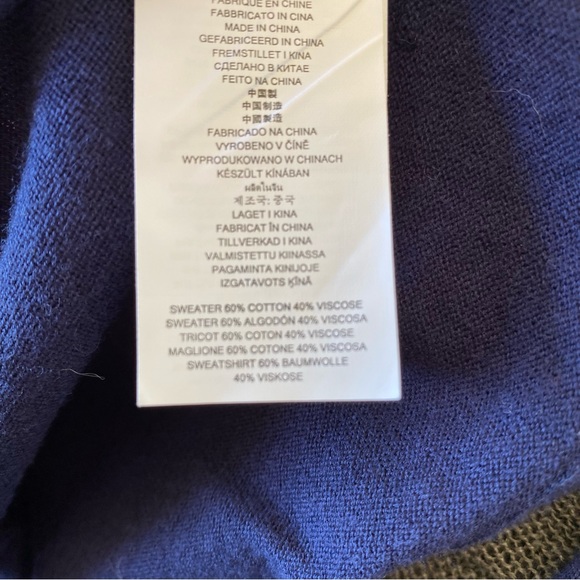 FABRIQUÉ EN CHINE
FABBRICATO IN CINA
MADE IN CHINA
GEFABRICEERD IN CHINA
FREMSTILLET I KINA
СДЕЛАНО В КИТАЕ
FEITO NA CHINA
中国製
中国制造
中國製造
FABRICADO NA CHINA
VYROBENO V ČÍNĚ
WYPRODUKOWANO W CHINACH
KÉSZÜLT KÍNÁBAN
ผลิตในจีน
제조국: 중국
LAGET I KINA
FABRICAT ÎN CHINA
TILLVERKAD I KINA
VALMISTETTU KIINASSA
PAGAMINTA KINIJOJE
IZGATAVOTS ĶĪNĀ
SWEATER 60% COTTON 40% VISCOSE
SWEATER 60% ALGODÓN 40% VISCOSA
TRICOT 60% COTON 40% VISCOSE
MAGLIONE 60% COTONE 40% VISCOSE
SWEATSHIRT 60% BAUMWOLLE
40% VISKOSE